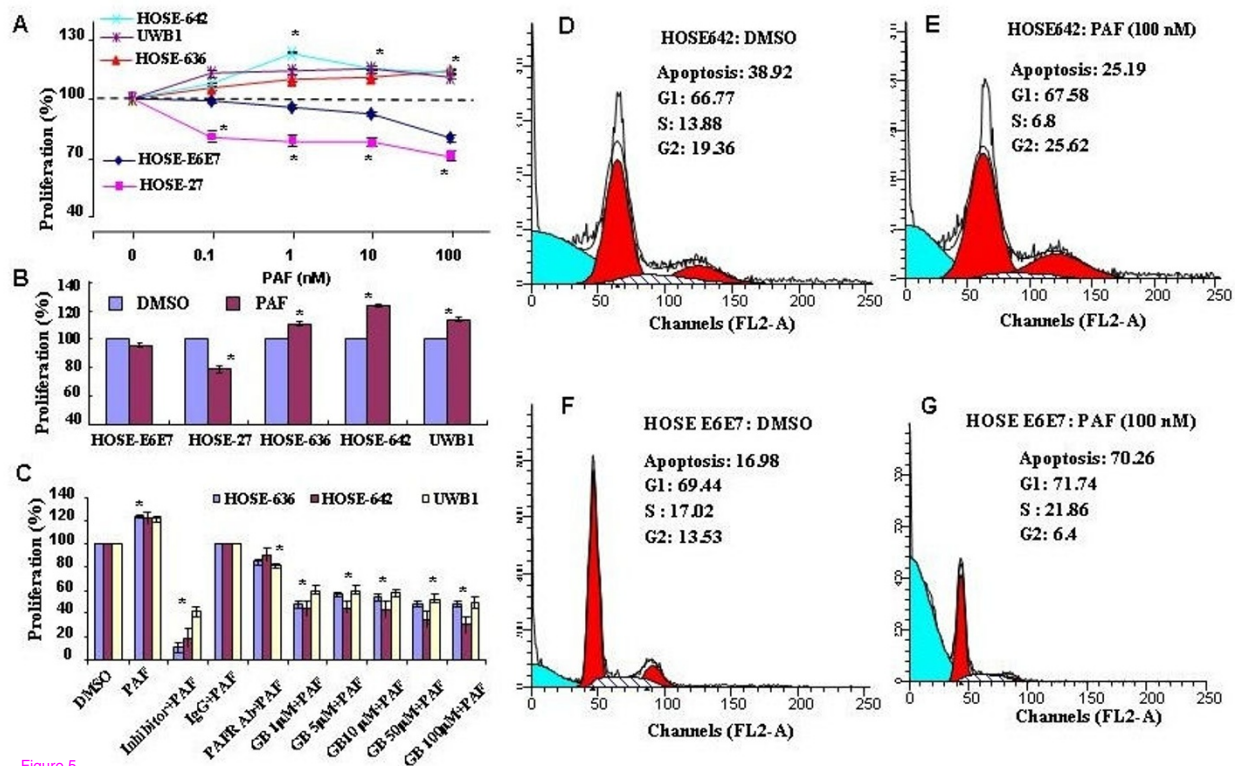 A
HOSE-642
UWB1
HOSE-636
HOSE-E6E7
HOSE-27
Proliferation (%)
130
100
70
40
0 0.1 1 10 100
PAF (nM)
B
DMSO PAF
Proliferation (%)
140
120
100
80
60
40
HOSE-E6E7 HOSE-27 HOSE-636 HOSE-642 UWB1
C
HOSE-636 HOSE-642 UWB1
Proliferation (%)
140
120
100
80
60
40
20
0
DMSO
PAF
Inhibitor+PAF
IgG+PAF
PAFR Ab+PAF
GB 1µM+PAF
GB 5µM+PAF
GB10 µM+PAF
GB 50µM+PAF
GB 100µM+PAF
D
HOSE642: DMSO
Apoptosis: 38.92
G1: 66.77
S: 13.88
G2: 19.36
0 50 100 150 200 250
Channels (FL2-A)
E
HOSE642: PAF (100 nM)
Apoptosis: 25.19
G1: 67.58
S: 6.8
G2: 25.62
0 50 100 150 200 250
Channels (FL2-A)
F
HOSE E6E7: DMSO
Apoptosis: 16.98
G1: 69.44
S : 17.02
G2: 13.53
0 50 100 150 200 250
Channels (FL2-A)
G
HOSE E6E7: PAF (100 nM)
Apoptosis: 70.26
G1: 71.74
S : 21.86
G2: 6.4
0 50 100 150 200 250
Channels (FL2-A)
Figure 5